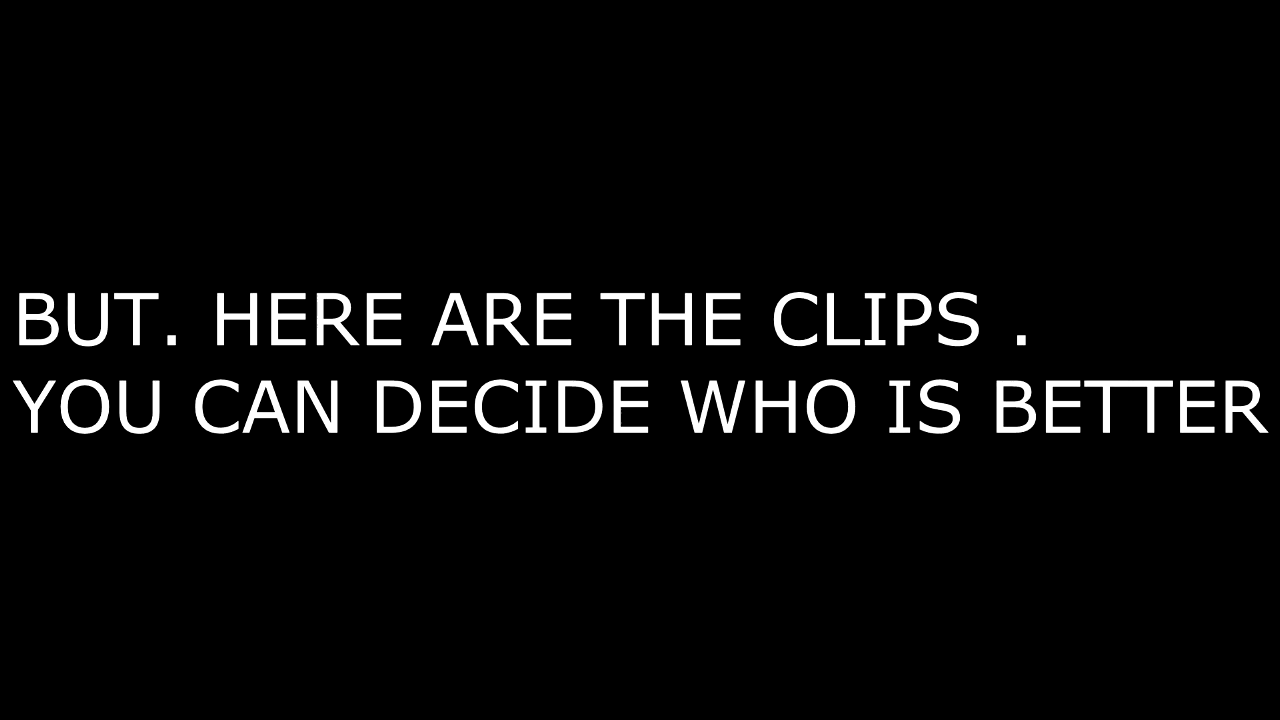 BUT. HERE ARE THE CLIPS .
YOU CAN DECIDE WHO IS BETTER